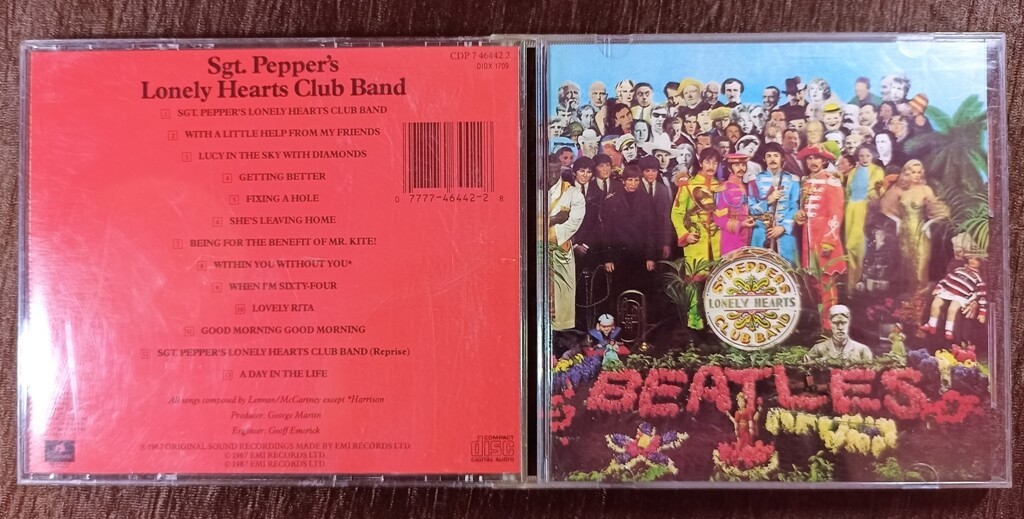 Sgt. Pepper's
Lonely Hearts Club Band
CDP 7 46442 2
DIDX 1709
1 SGT. PEPPER'S LONELY HEARTS CLUB BAND
2 WITH A LITTLE HELP FROM MY FRIENDS
3 LUCY IN THE SKY WITH DIAMONDS
4 GETTING BETTER
5 FIXING A HOLE
6 SHE'S LEAVING HOME
7 BEING FOR THE BENEFIT OF MR. KITE!
8 WITHIN YOU WITHOUT YOU*
9 WHEN I'M SIXTY-FOUR
10 LOVELY RITA
11 GOOD MORNING GOOD MORNING
12 SGT. PEPPER'S LONELY HEARTS CLUB BAND (Reprise)
13 A DAY IN THE LIFE
0 7777-46442-2 8
All songs composed by Lennon/McCartney except *Harrison
Producer: George Martin
Engineer: Geoff Emerick
℗ 1967 ORIGINAL SOUND RECORDINGS MADE BY EMI RECORDS LTD.
℗ 1987 EMI RECORDS LTD.
© 1987 EMI RECORDS LTD.
COMPACT
disc
DIGITAL AUDIO
SGT. PEPPER'S
LONELY HEARTS
CLUB BAND
BEATLES